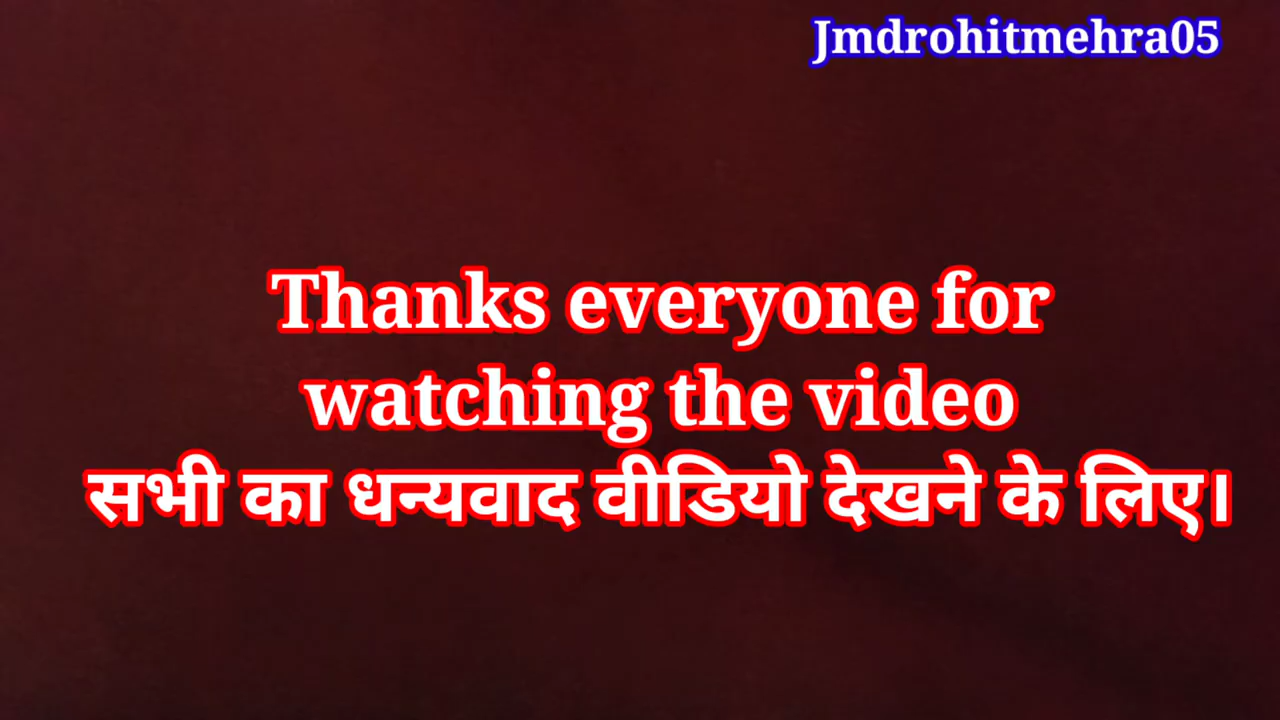 Jmdrohitmehra05
Thanks everyone for
watching the video
सभी का धन्यवाद वीडियो देखने के लिए।